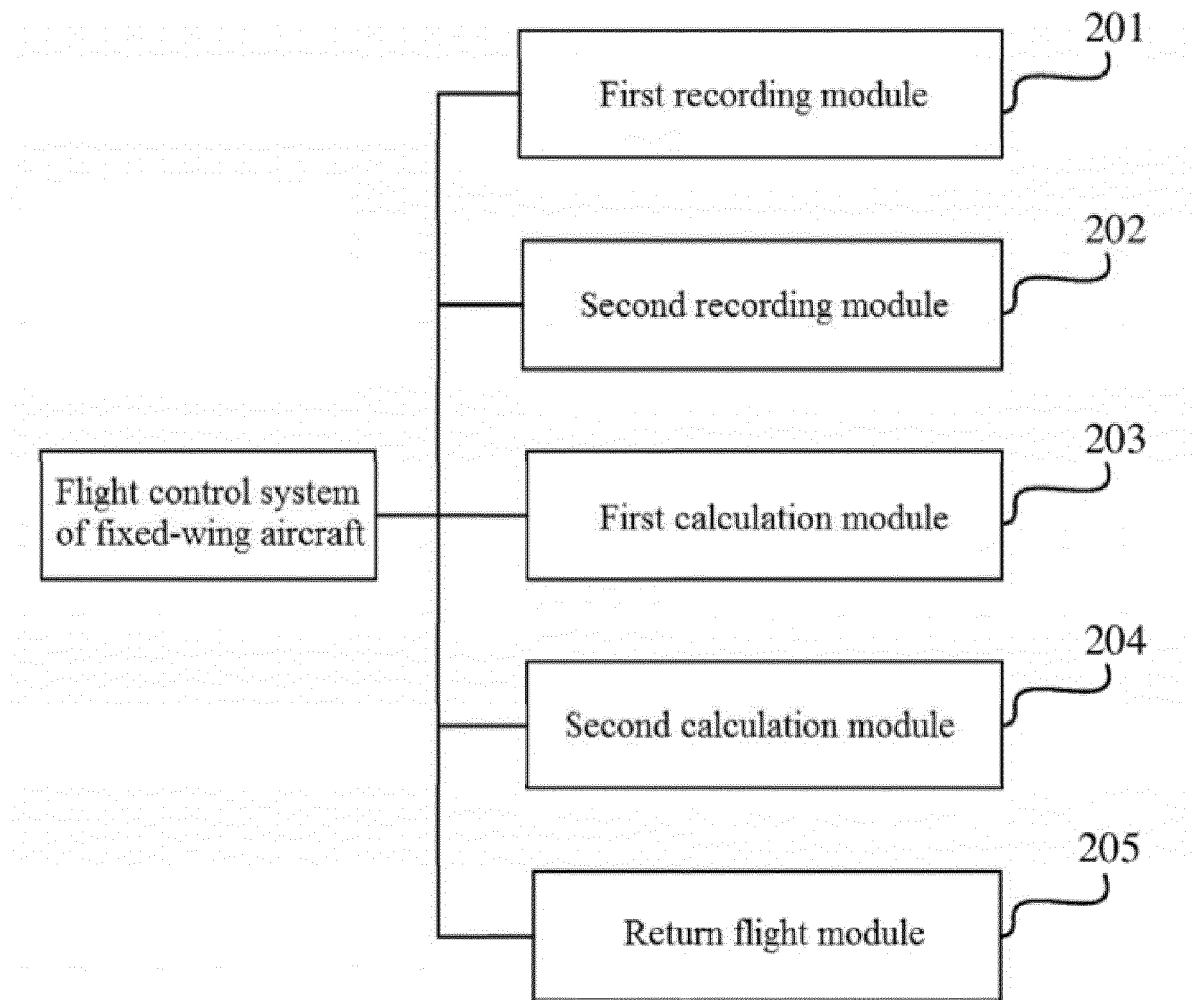 201
First recording module
202
Second recording module
203
Flight control system
of fixed-wing aircraft
First calculation module
204
Second calculation module
205
Return flight module